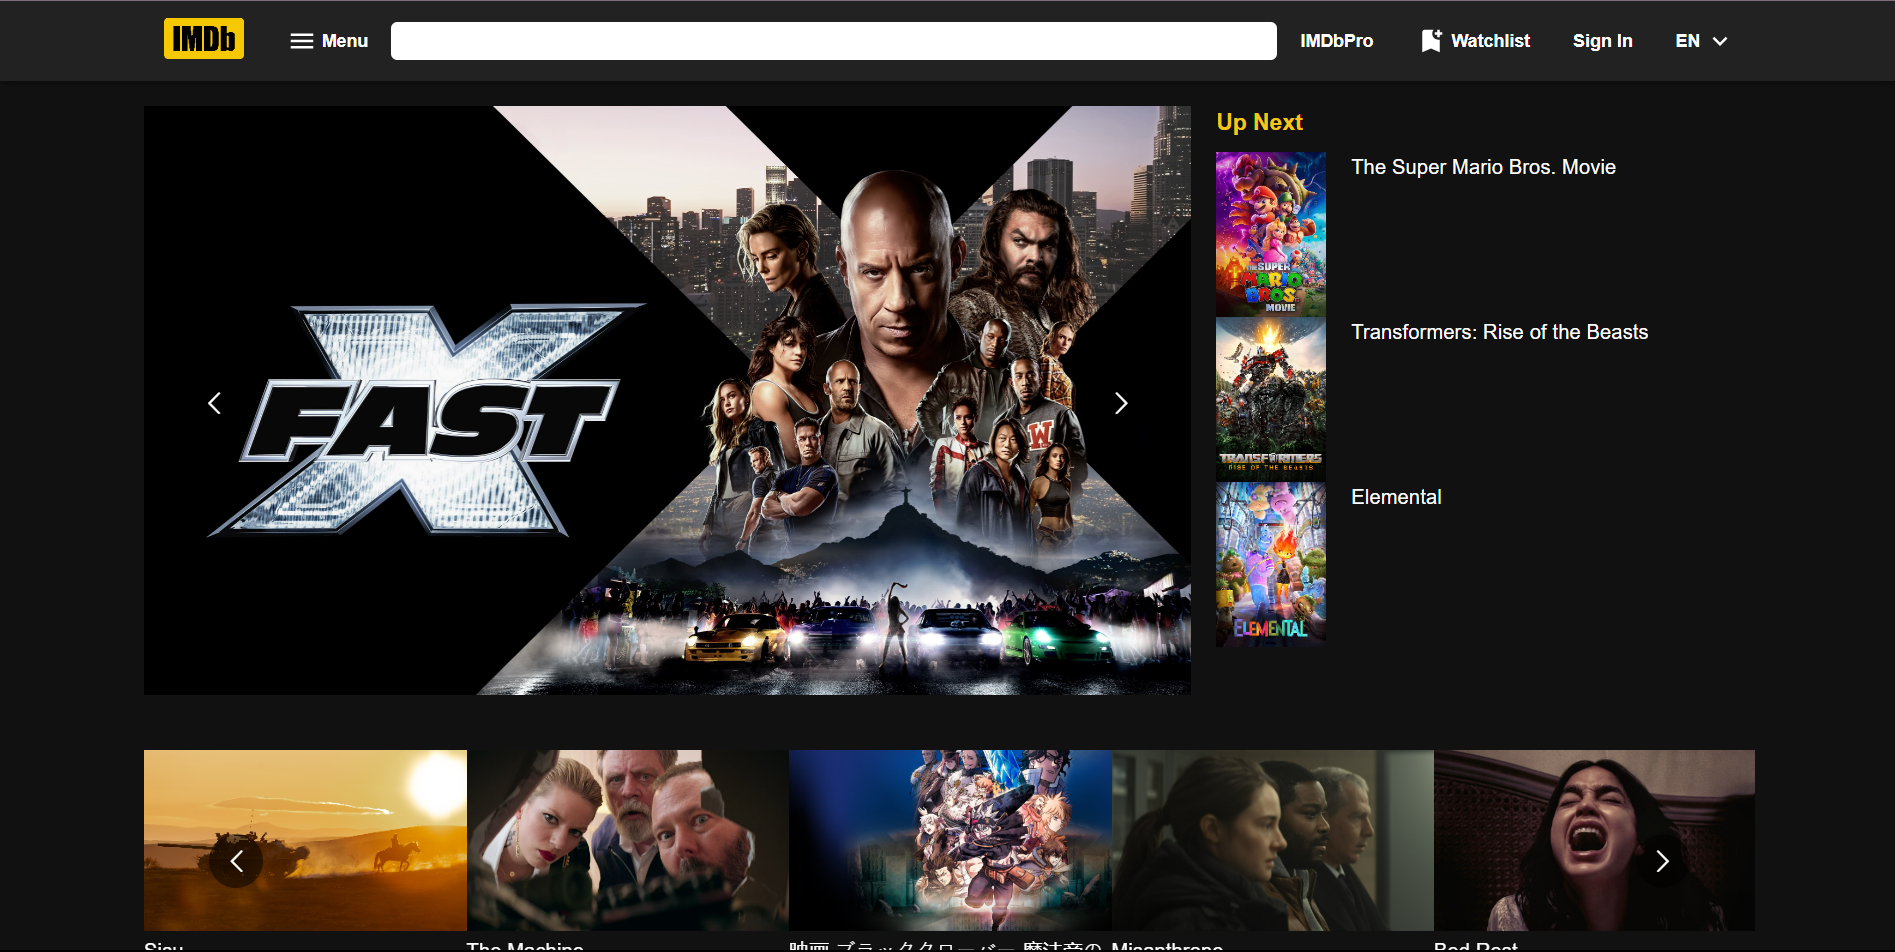 IMDb
Menu
IMDbPro
Watchlist
Sign In
EN
Up Next
The Super Mario Bros. Movie
THE SUPER
MARIO
BROS
MOVIE
FAST X
W
Transformers: Rise of the Beasts
TRANSFORMERS
RISE OF THE BEASTS
Elemental
ELEMENTAL
Sisu
The Machine
映画 ブラッククローバー 魔法帝の
Misanthrope
Bed Rest